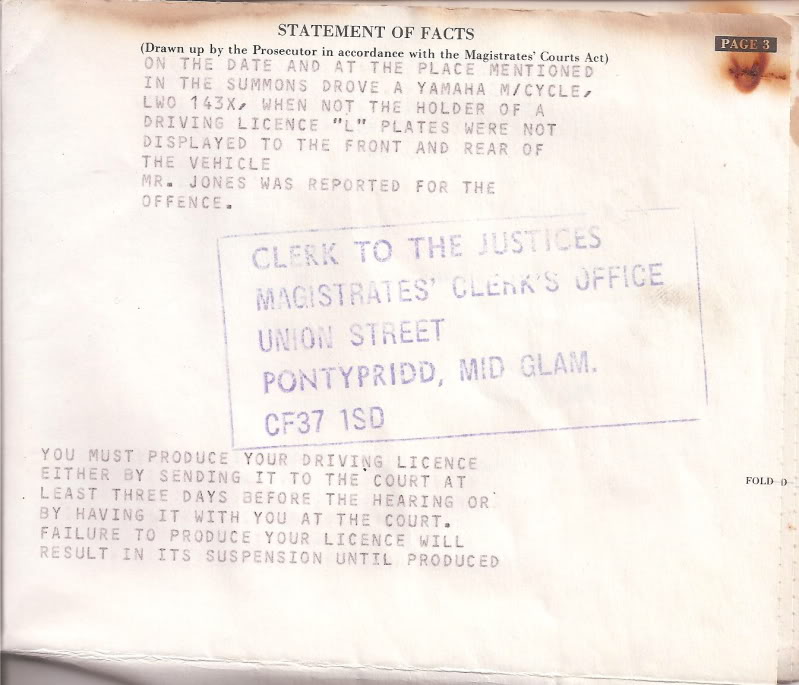 STATEMENT OF FACTS
PAGE 3
(Drawn up by the Prosecutor in accordance with the Magistrates' Courts Act)
ON THE DATE AND AT THE PLACE MENTIONED
IN THE SUMMONS DROVE A YAMAHA M/CYCLE,
LWO 143X, WHEN NOT THE HOLDER OF A
DRIVING LICENCE "L" PLATES WERE NOT
DISPLAYED TO THE FRONT AND REAR OF
THE VEHICLE
MR. JONES WAS REPORTED FOR THE
OFFENCE.
CLERK TO THE JUSTICES
MAGISTRATES' CLERK'S OFFICE
UNION STREET
PONTYPRIDD, MID GLAM.
CF37 1SD
YOU MUST PRODUCE YOUR DRIVING LICENCE
EITHER BY SENDING IT TO THE COURT AT
LEAST THREE DAYS BEFORE THE HEARING OR
BY HAVING IT WITH YOU AT THE COURT.
FAILURE TO PRODUCE YOUR LICENCE WILL
RESULT IN ITS SUSPENSION UNTIL PRODUCED
FOLD D